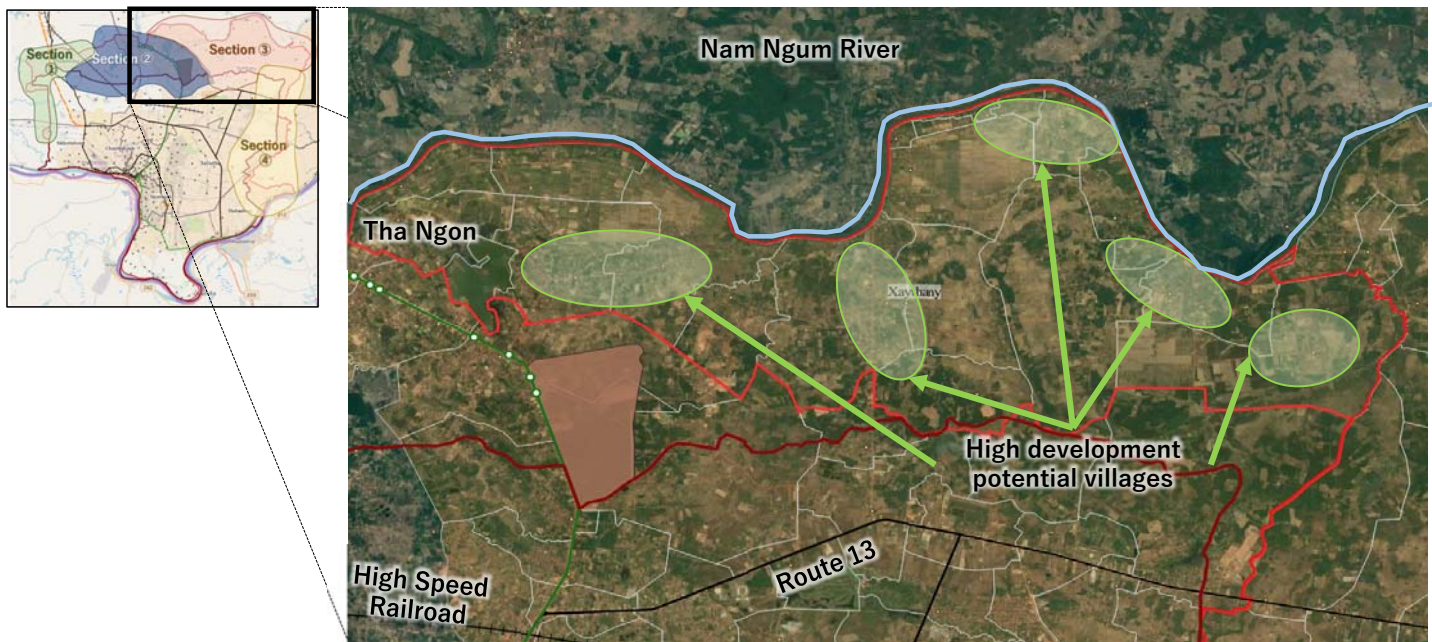 Section
①
Section ②
Section ③
Section
④
Nam Ngum River
Tha Ngon
Xaythany
High development
potential villages
Route 13
High Speed
Railroad